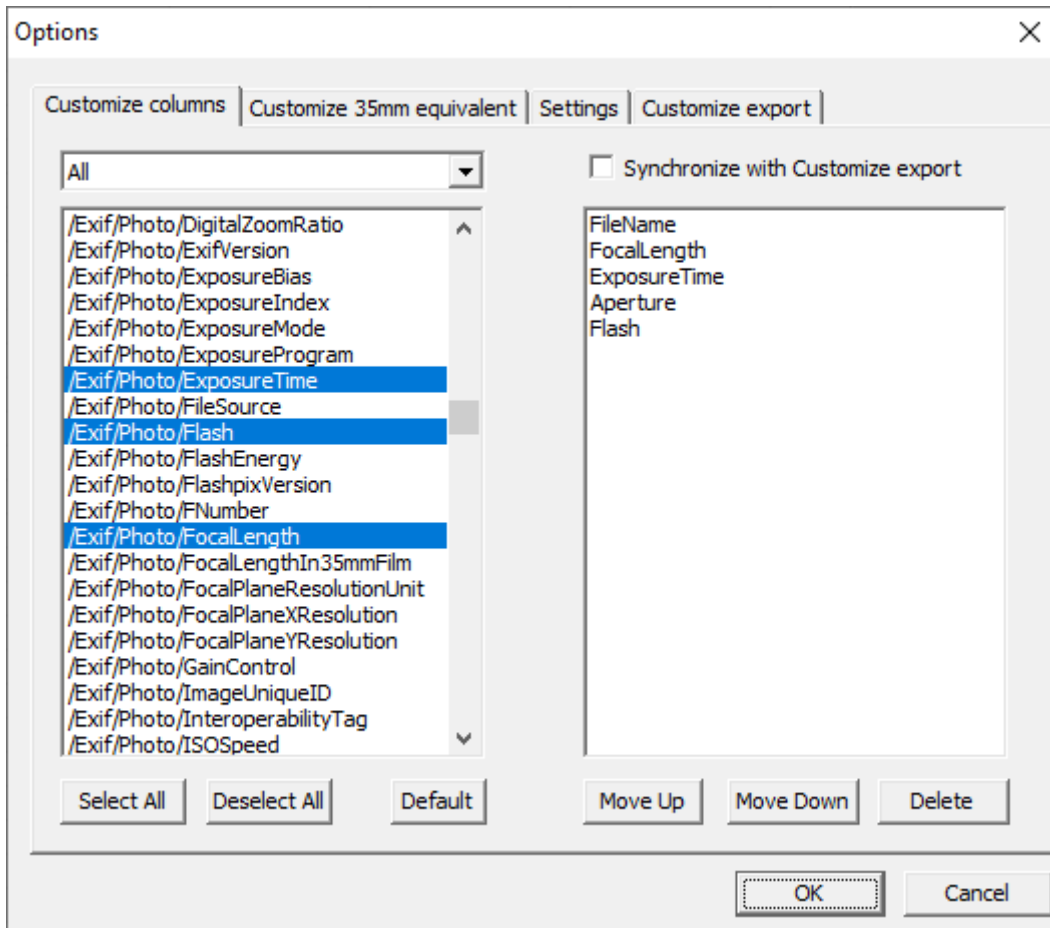 Options
Customize columns
Customize 35mm equivalent
Settings
Customize export
All
Synchronize with Customize export
/Exif/Photo/DigitalZoomRatio
/Exif/Photo/ExifVersion
/Exif/Photo/ExposureBias
/Exif/Photo/ExposureIndex
/Exif/Photo/ExposureMode
/Exif/Photo/ExposureProgram
/Exif/Photo/ExposureTime
/Exif/Photo/FileSource
/Exif/Photo/Flash
/Exif/Photo/FlashEnergy
/Exif/Photo/FlashpixVersion
/Exif/Photo/FNumber
/Exif/Photo/FocalLength
/Exif/Photo/FocalLengthIn35mmFilm
/Exif/Photo/FocalPlaneResolutionUnit
/Exif/Photo/FocalPlaneXResolution
/Exif/Photo/FocalPlaneYResolution
/Exif/Photo/GainControl
/Exif/Photo/ImageUniqueID
/Exif/Photo/InteroperabilityTag
/Exif/Photo/ISOSpeed
FileName
FocalLength
ExposureTime
Aperture
Flash
Select All
Deselect All
Default
Move Up
Move Down
Delete
OK
Cancel